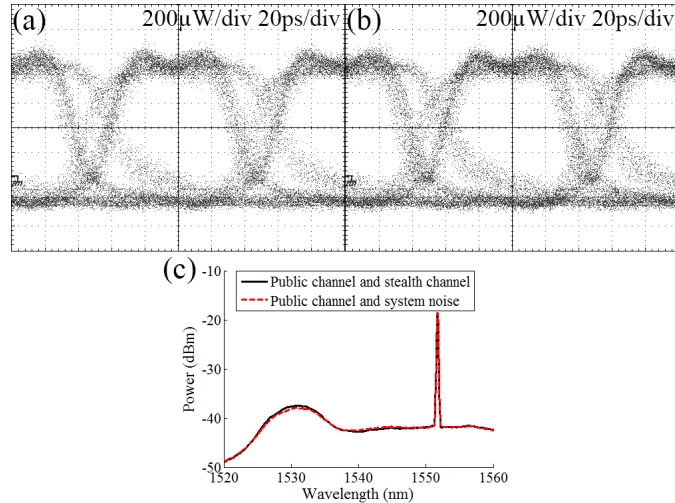 (a) 200μW/div 20ps/div
(b) 200μW/div 20ps/div
(c)
-10
Public channel and stealth channel
Public channel and system noise
-20
-30
-40
-50
Power (dBm)
1520 1530 1540 1550 1560
Wavelength (nm)